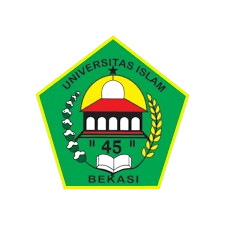 UNIVERSITAS ISLAM
" 45 "
BEKASI